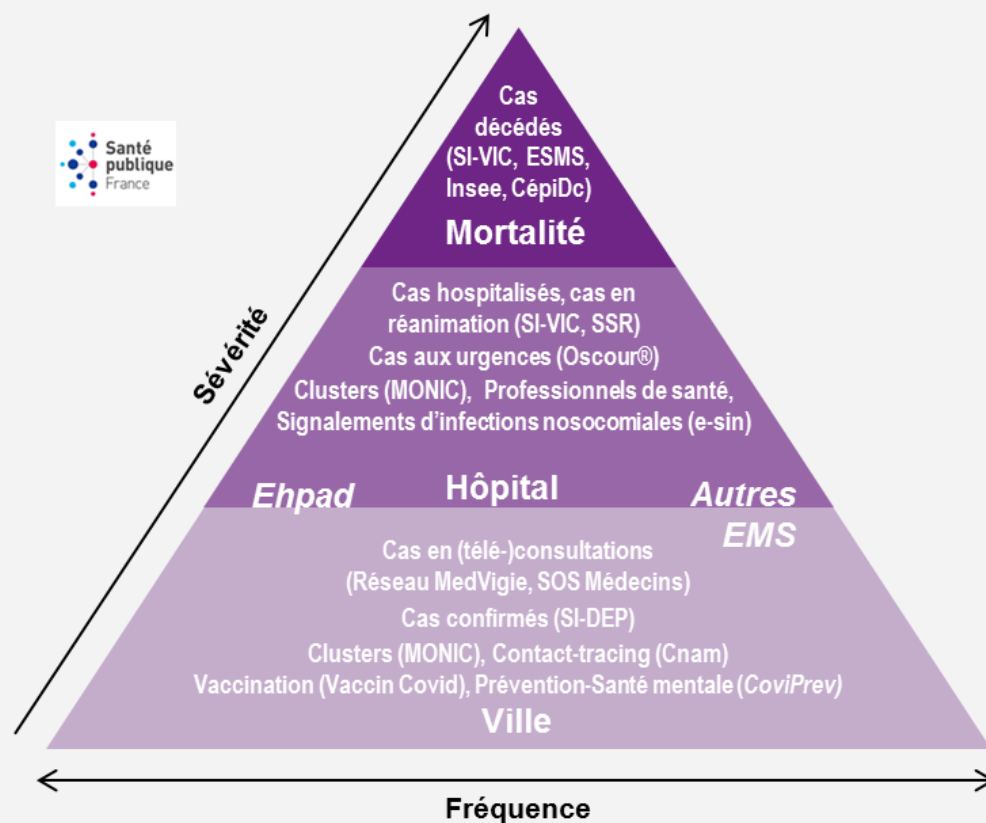 Santé
publique
France
Sévérité
Cas
décédés
(SI-VIC, ESMS,
Insee, CépiDc)
Mortalité
Cas hospitalisés, cas en
réanimation (SI-VIC, SSR)
Cas aux urgences (Oscour®)
Clusters (MONIC), Professionnels de santé,
Signalements d'infections nosocomiales (e-sin)
Ehpad
Hôpital
Autres
EMS
Cas en (télé-)consultations
(Réseau MedVigie, SOS Médecins)
Cas confirmés (SI-DEP)
Clusters (MONIC), Contact-tracing (Cnam)
Vaccination (Vaccin Covid), Prévention-Santé mentale (CoviPrev)
Ville
Fréquence